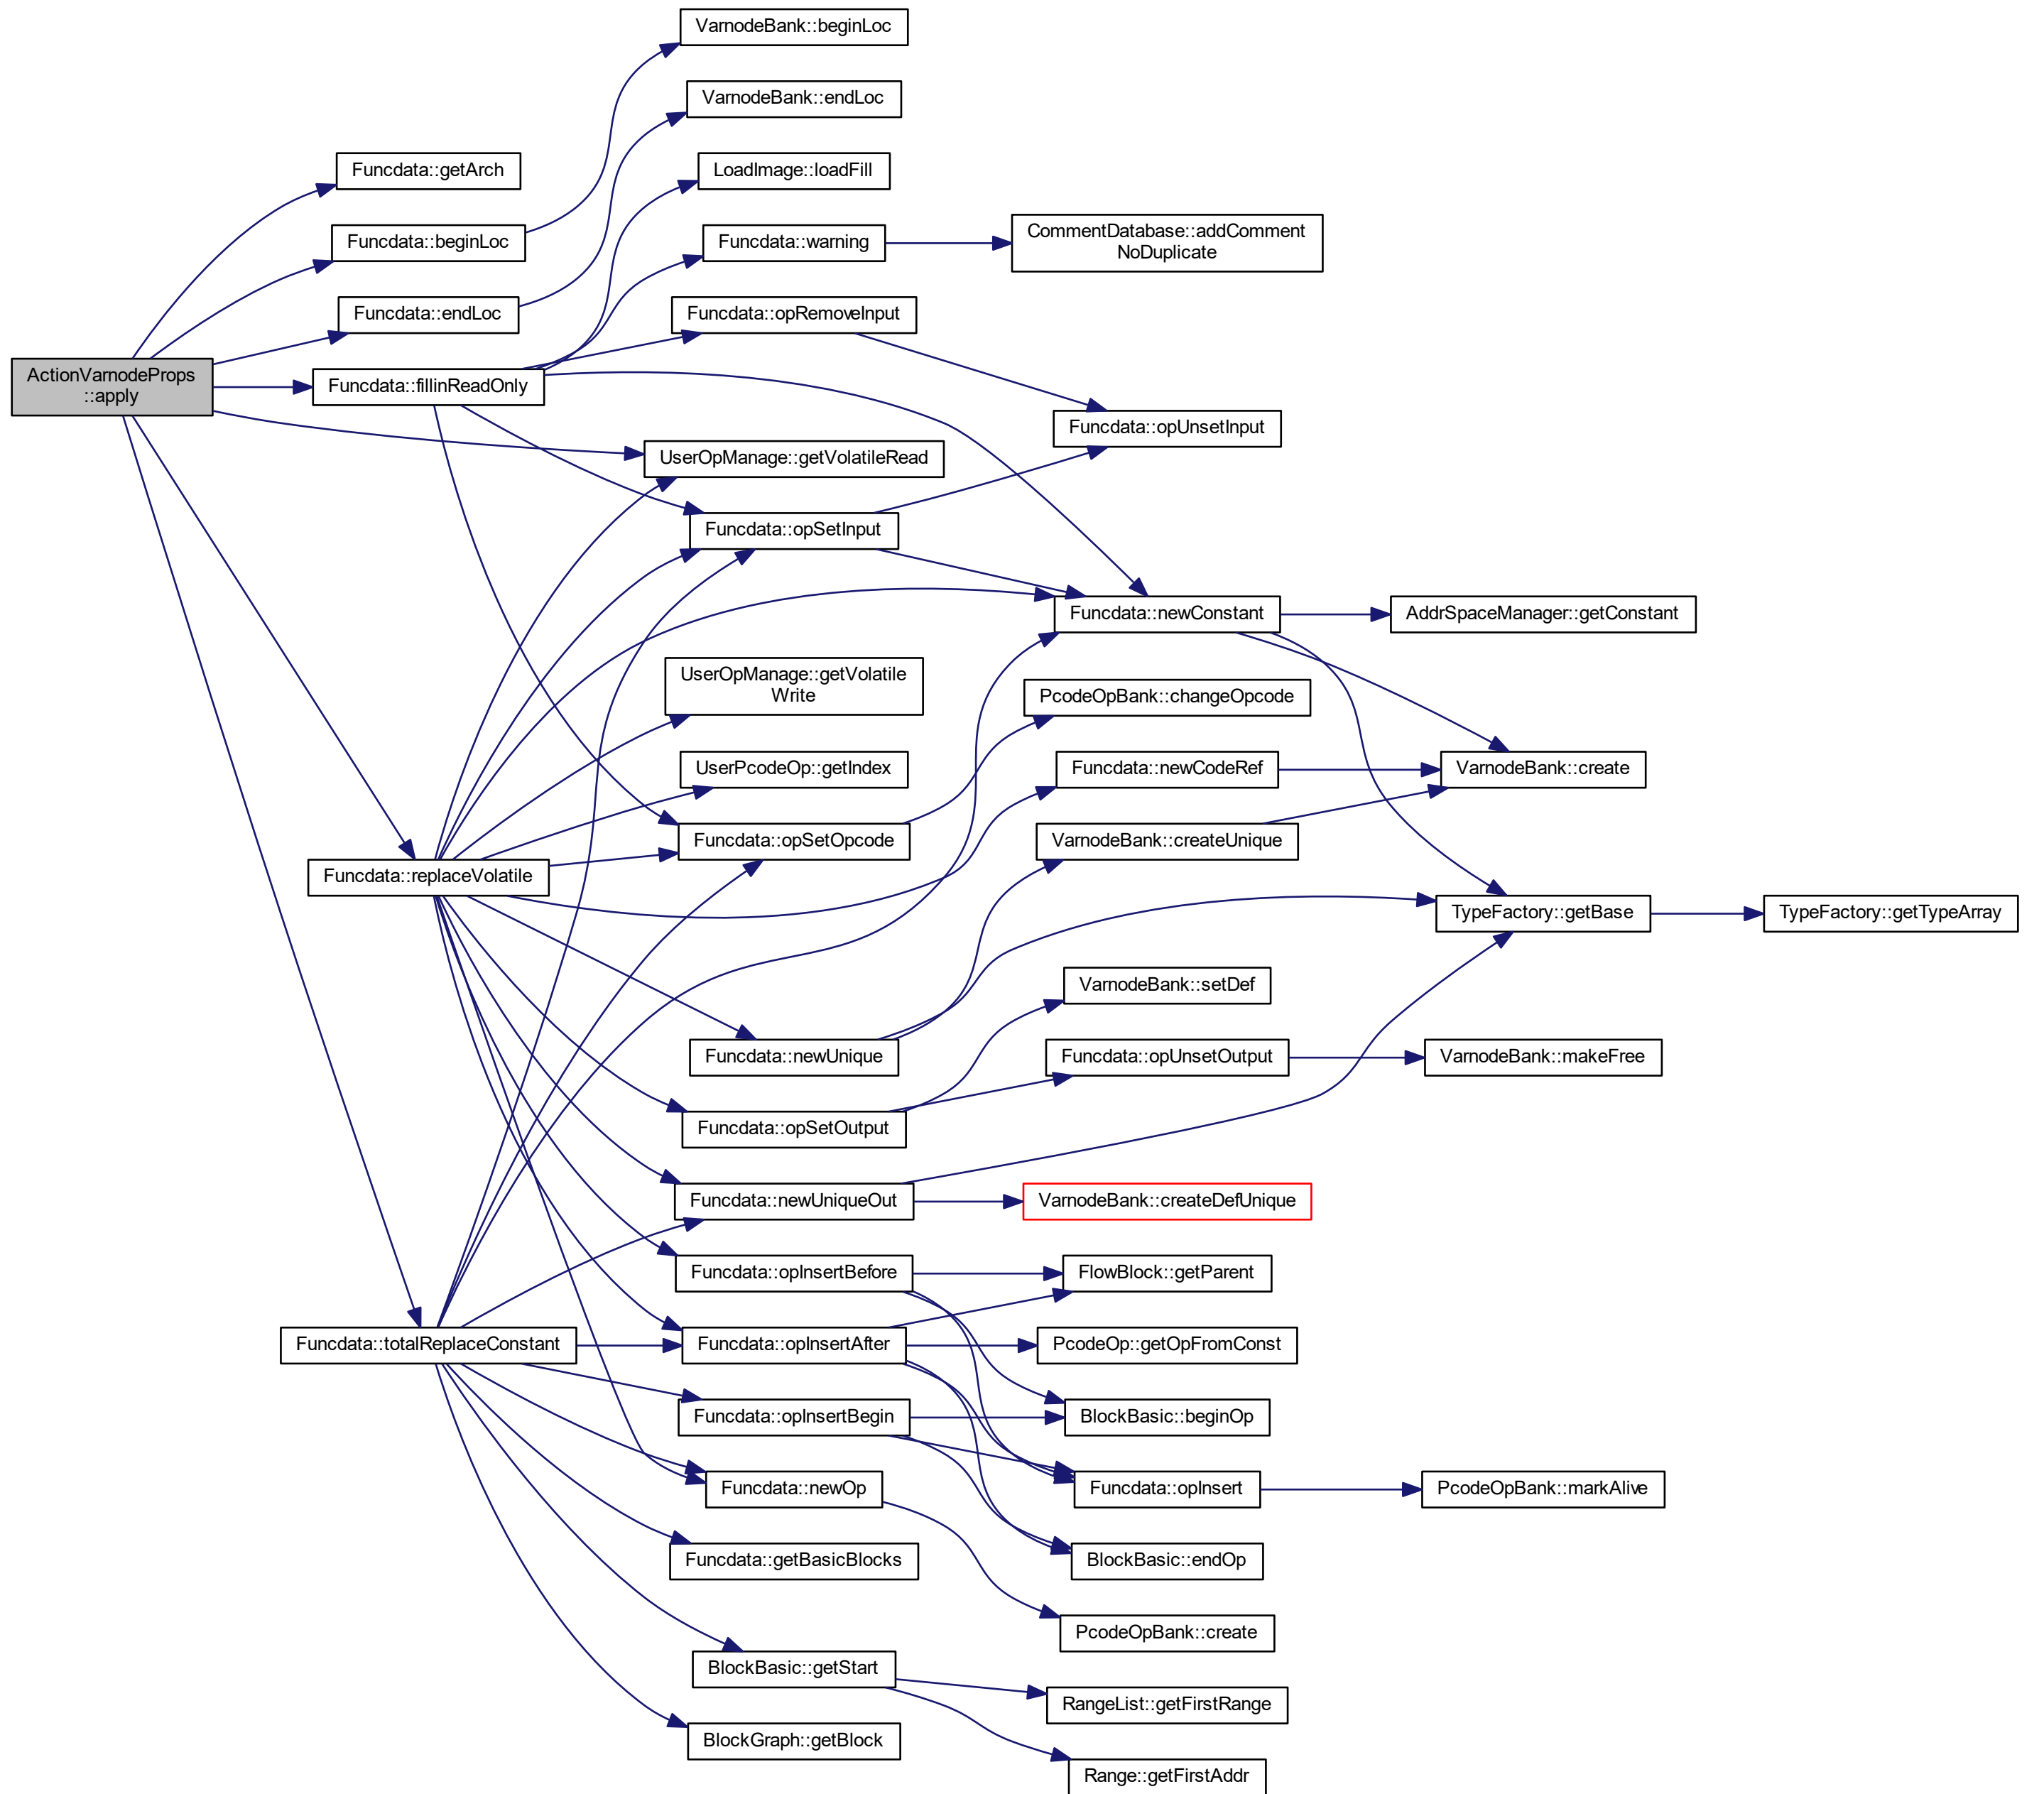 VarnodeBank::beginLoc
VarnodeBank::endLoc
Funcdata::getArch
LoadImage::loadFill
Funcdata::beginLoc
Funcdata::warning
CommentDatabase::addComment
NoDuplicate
Funcdata::endLoc
Funcdata::opRemoveInput
ActionVarnodeProps
::apply
Funcdata::fillinReadOnly
Funcdata::opUnsetInput
UserOpManage::getVolatileRead
Funcdata::opSetInput
Funcdata::newConstant
AddrSpaceManager::getConstant
UserOpManage::getVolatile
Write
PcodeOpBank::changeOpcode
UserPcodeOp::getIndex
Funcdata::newCodeRef
VarnodeBank::create
Funcdata::opSetOpcode
VarnodeBank::createUnique
Funcdata::replaceVolatile
TypeFactory::getBase
TypeFactory::getTypeArray
VarnodeBank::setDef
Funcdata::newUnique
Funcdata::opUnsetOutput
VarnodeBank::makeFree
Funcdata::opSetOutput
Funcdata::newUniqueOut
VarnodeBank::createDefUnique
Funcdata::opInsertBefore
FlowBlock::getParent
Funcdata::totalReplaceConstant
Funcdata::opInsertAfter
PcodeOp::getOpFromConst
Funcdata::opInsertBegin
BlockBasic::beginOp
Funcdata::newOp
Funcdata::opInsert
PcodeOpBank::markAlive
Funcdata::getBasicBlocks
BlockBasic::endOp
PcodeOpBank::create
BlockBasic::getStart
RangeList::getFirstRange
BlockGraph::getBlock
Range::getFirstAddr